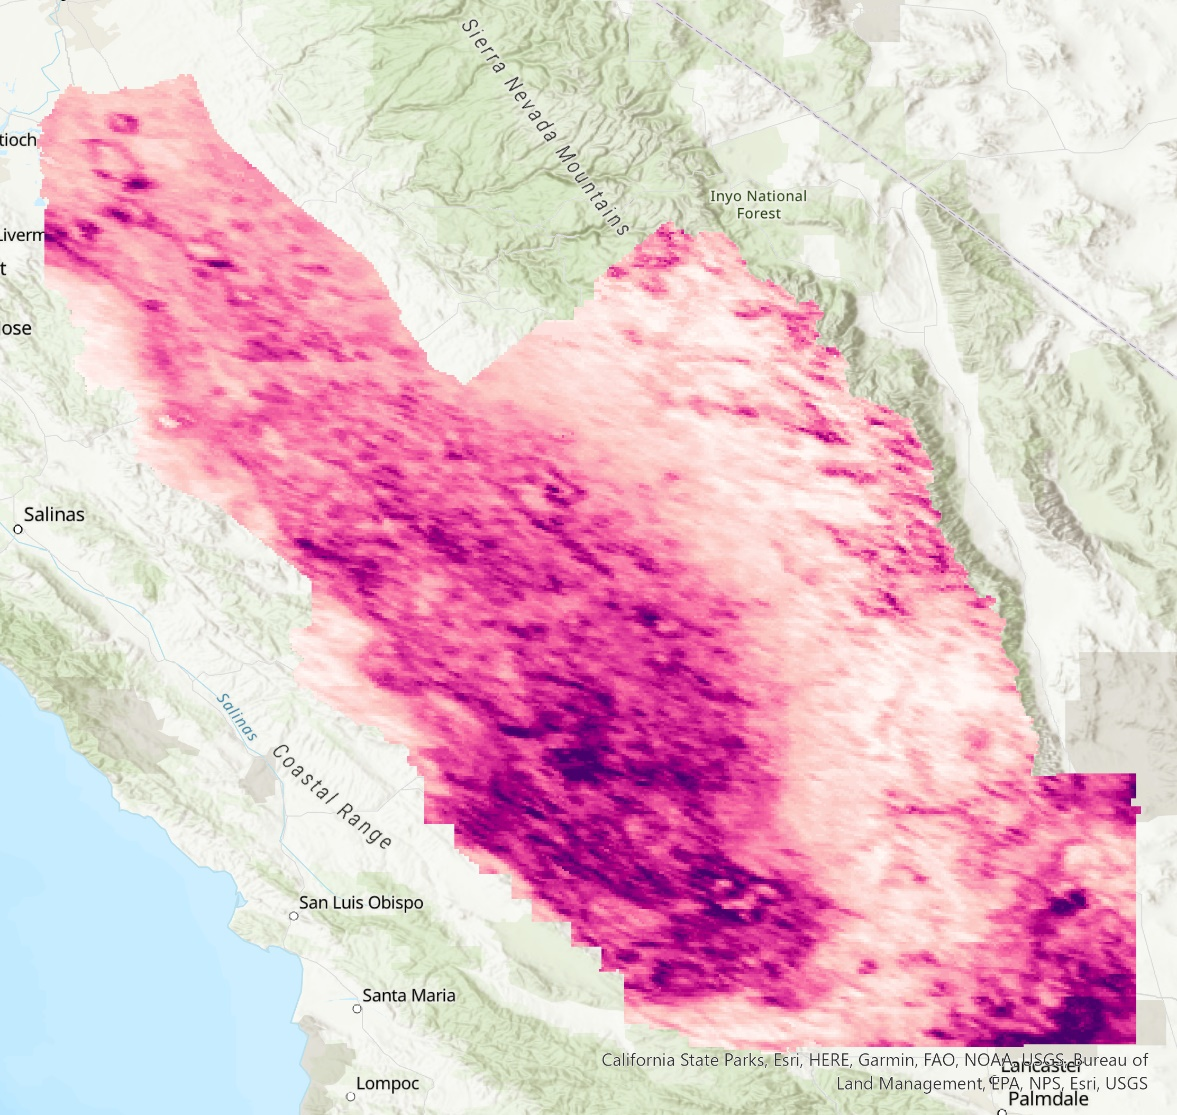 Sierra Nevada Mountains
tioch
Inyo National
Forest
Liverm
t
Jose
Salinas
Salinas
Coastal Range
San Luis Obispo
Santa Maria
California State Parks, Esri, HERE, Garmin, FAO, NOAA, USGS, Bureau of
Lancaster
Land Management, EPA, NPS, Esri, USGS
Lompoc
Palmdale